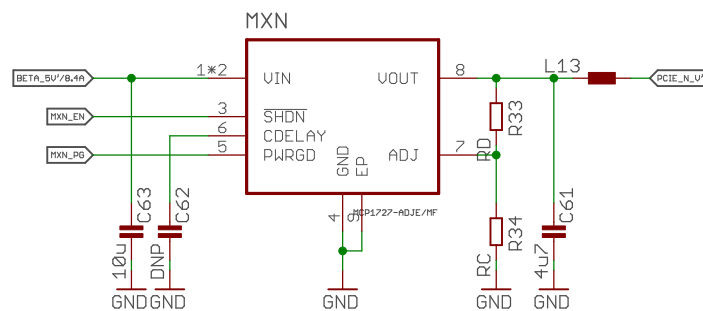 MXN
BETA_5V'/8.4A
1*2
VIN
VOUT
8
L13
PCIE_N_V'
MXN_EN
3
SHDN
6
CDELAY
MXN_PG
5
PWRGD
GND
EP
ADJ
7
R33
RD
4
9
MCP1727-ADJE/MF
C63
10u
C62
DNP
R34
RC
C61
4u7
GND
GND
GND
GND
GND